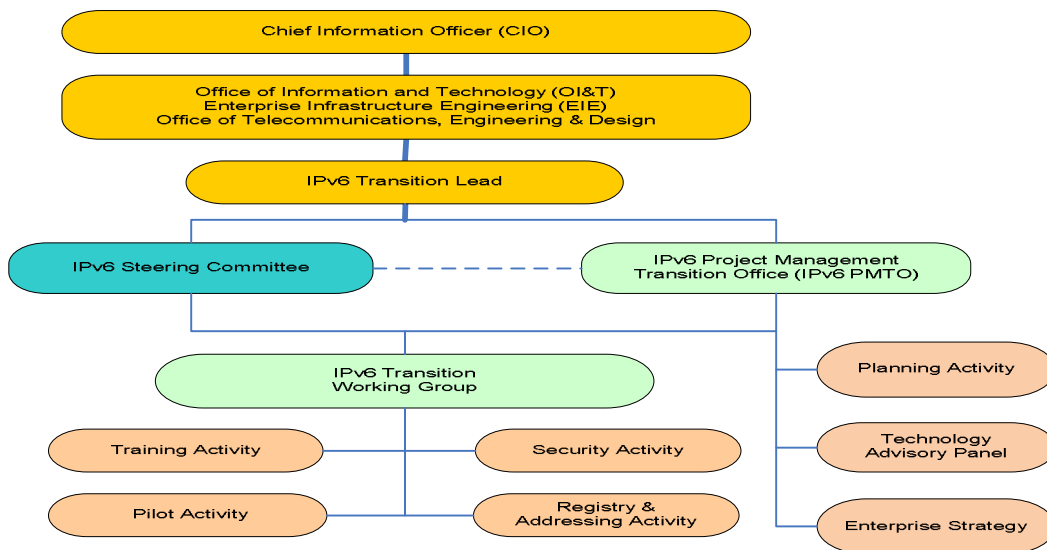 Chief Information Officer (CIO)
Office of Information and Technology (OI&T)
Enterprise Infrastructure Engineering (EIE)
Office of Telecommunications, Engineering & Design
IPv6 Transition Lead
IPv6 Steering Committee
IPv6 Project Management
Transition Office (IPv6 PMTO)
IPv6 Transition
Working Group
Planning Activity
Training Activity
Security Activity
Technology
Advisory Panel
Pilot Activity
Registry &
Addressing Activity
Enterprise Strategy